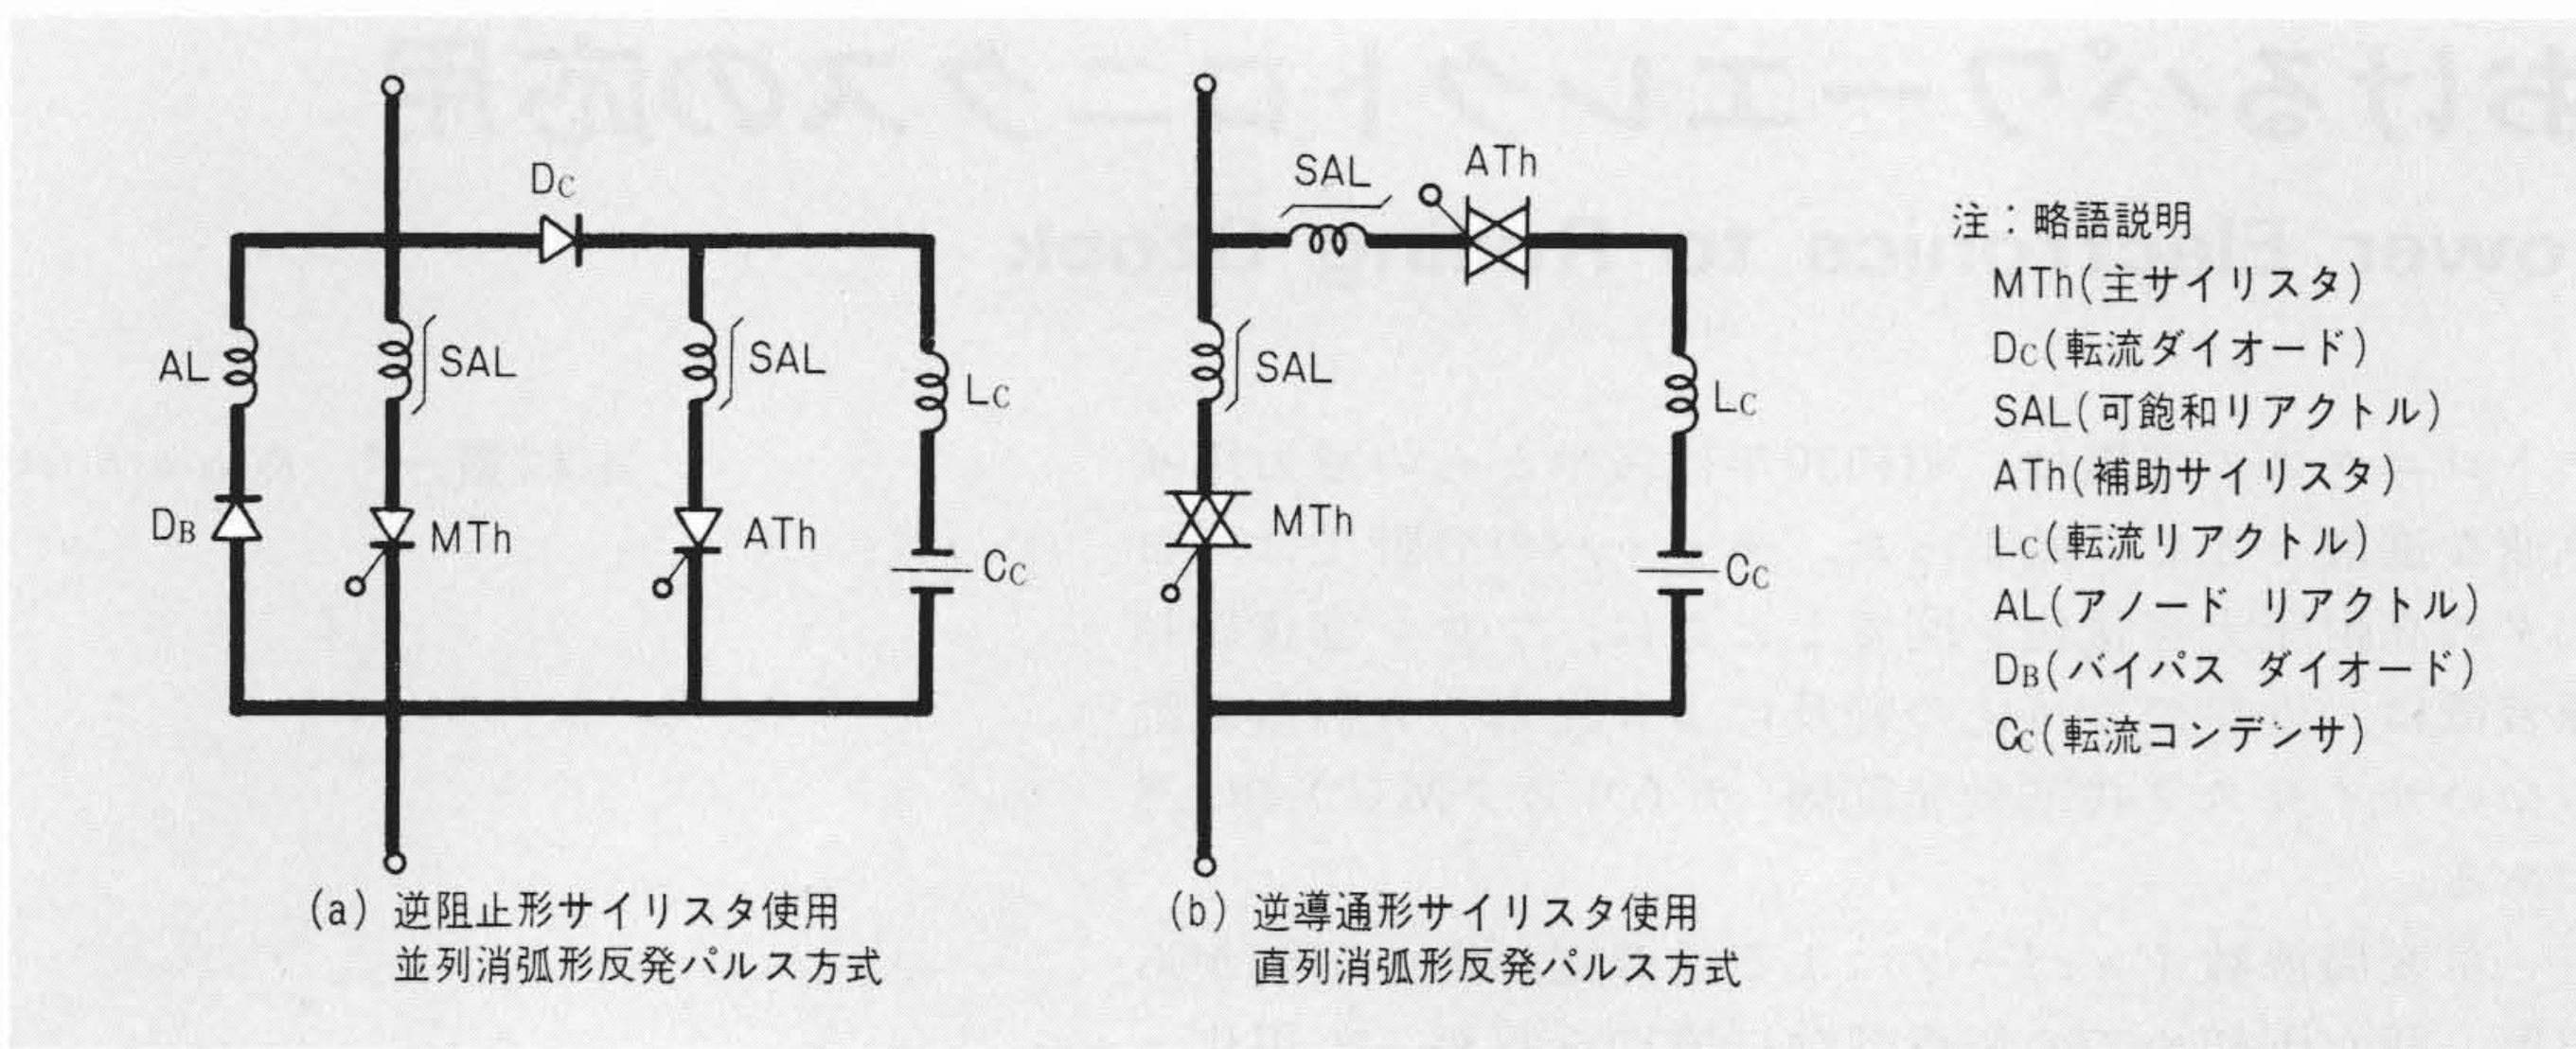 DC
SAL
ATh
AL
SAL
SAL
LC
SAL
LC
DB
MTh
ATh
CC
MTh
CC
(a) 逆阻止形サイリスタ使用
並列消弧形反発パルス方式
(b) 逆導通形サイリスタ使用
直列消弧形反発パルス方式
注:略語説明
MTh(主サイリスタ)
DC(転流ダイオード)
SAL(可飽和リアクトル)
ATh(補助サイリスタ)
LC(転流リアクトル)
AL(アノード リアクトル)
DB(バイパス ダイオード)
CC(転流コンデンサ)